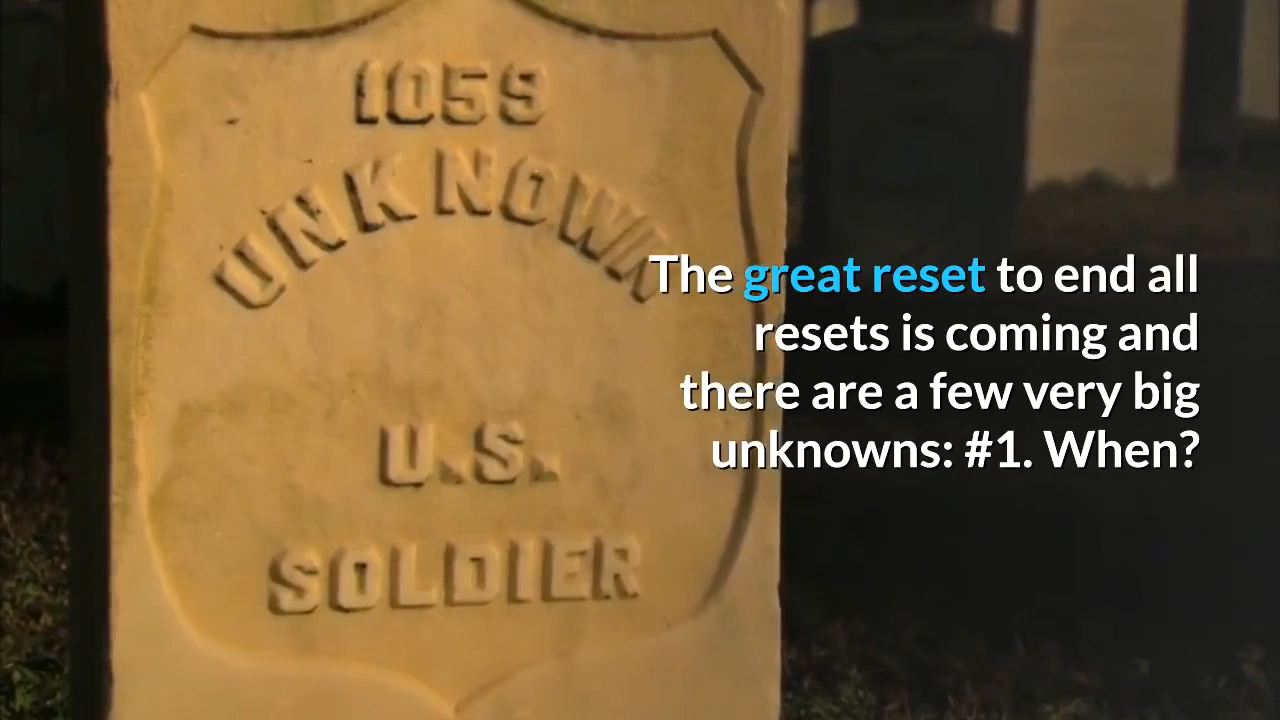 1059
UNKNOWN
U.S.
SOLDIER
The great reset to end all
resets is coming and
there are a few very big
unknowns: #1. When?